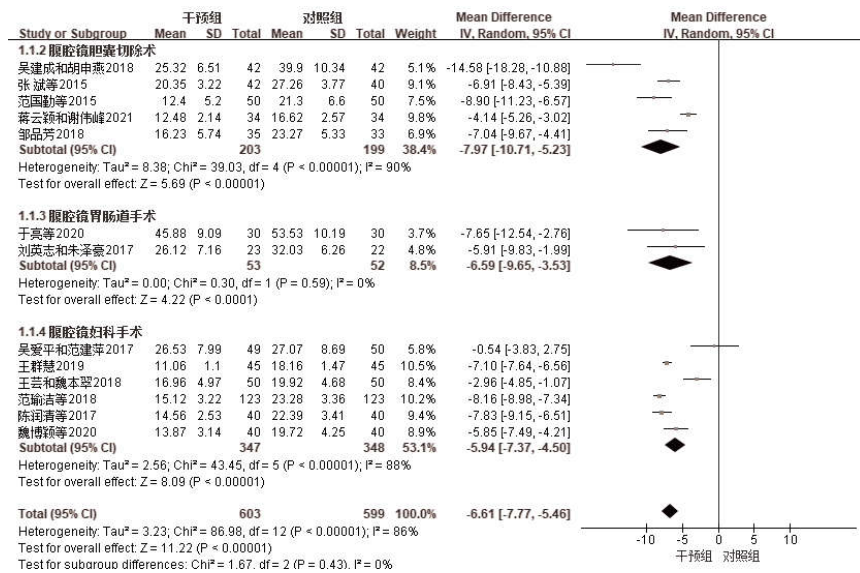 干预组 对照组 Mean Difference Mean Difference
Study or Subgroup Mean SD Total Mean SD Total Weight IV, Random, 95% CI IV, Random, 95% CI
1.1.2 腹腔镜胆囊切除术
吴建成和胡申燕2018 25.32 6.51 42 39.9 10.34 42 5.1% -14.58 [-18.28, -10.88]
张 斌等2015 20.35 3.22 42 27.26 3.77 40 9.6% -6.91 [-8.43, -5.39]
范国勤等2015 12.4 5.2 50 21.3 6.6 50 7.8% -8.90 [-11.23, -6.57]
蒋云颖和谢伟峰2021 12.48 2.14 34 16.62 2.57 34 10.4% -4.14 [-5.26, -3.02]
邹品芳2018 16.23 5.74 35 23.27 5.33 33 7.1% -7.04 [-9.67, -4.41]
Subtotal (95% CI) 203 199 38.4% -7.97 [-10.71, -5.23]
Heterogeneity: Tau² = 8.38; Chi² = 39.03, df = 4 (P < 0.00001); I² = 90%
Test for overall effect: Z = 5.69 (P < 0.00001)
1.1.3 腹腔镜胃肠道手术
于亮等2020 45.88 9.09 30 53.53 10.19 30 3.7% -7.65 [-12.54, -2.76]
刘英志和朱泽豪2017 26.12 7.16 23 32.03 6.26 22 4.8% -5.91 [-9.83, -1.99]
Subtotal (95% CI) 53 52 8.5% -6.59 [-9.65, -3.53]
Heterogeneity: Tau² = 0.00; Chi² = 0.30, df = 1 (P = 0.59); I² = 0%
Test for overall effect: Z = 4.22 (P < 0.0001)
1.1.4 腹腔镜妇科手术
吴爱平和范建萍2017 26.53 7.99 49 27.07 8.69 50 5.8% -0.54 [-3.83, 2.75]
王群慧2019 11.06 1.1 45 18.16 1.47 45 11.4% -7.10 [-7.64, -6.56]
王芸和魏本翠2018 16.96 4.97 50 19.92 4.68 50 8.8% -2.96 [-4.85, -1.07]
范瑜洁等2018 15.12 3.22 123 23.28 3.36 123 11.0% -8.16 [-8.98, -7.34]
陈润清等2017 14.56 2.53 40 22.39 3.41 40 10.0% -7.83 [-9.15, -6.51]
魏博颖等2020 13.87 3.14 40 19.72 4.25 40 9.3% -5.85 [-7.49, -4.21]
Subtotal (95% CI) 347 348 53.1% -5.94 [-7.37, -4.50]
Heterogeneity: Tau² = 2.56; Chi² = 43.45, df = 5 (P < 0.00001); I² = 88%
Test for overall effect: Z = 8.09 (P < 0.00001)
Total (95% CI) 603 599 100.0% -6.61 [-7.77, -5.46]
Heterogeneity: Tau² = 3.23; Chi² = 86.98, df = 12 (P < 0.00001); I² = 86%
Test for overall effect: Z = 11.22 (P < 0.00001)
Test for subgroup differences: Chi² = 1.67, df = 2 (P = 0.43), I² = 0%
-10 -5 0 5 10
干预组 对照组